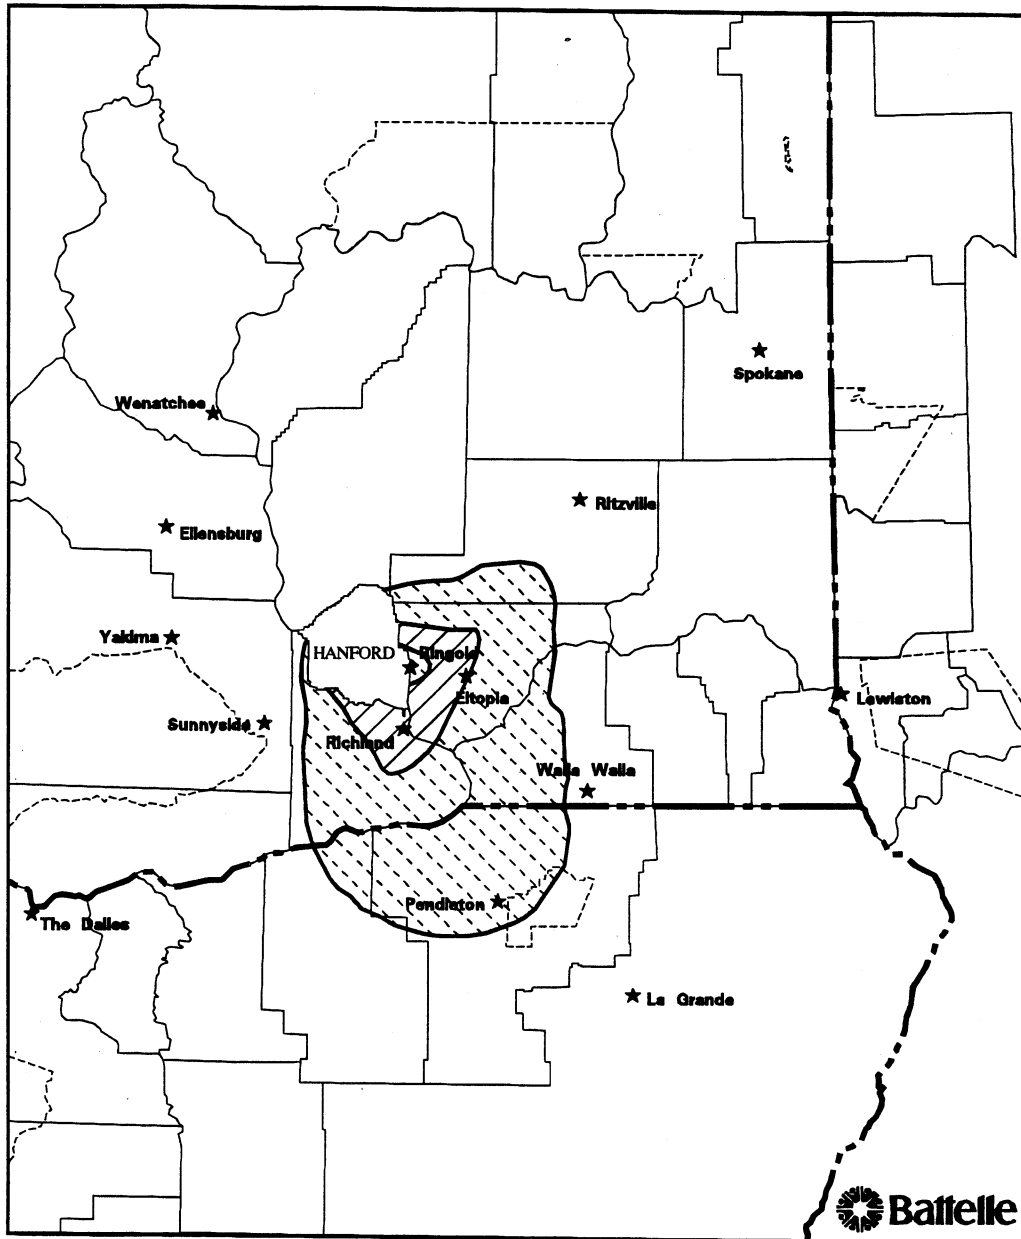 Spokane
Wenatchee
Ritzville
Ellensburg
Yakima
HANFORD
Ringold
Eltopia
Lewiston
Sunnyside
Richland
Walla Walla
Pendleton
The Dalles
La Grande
Battelle